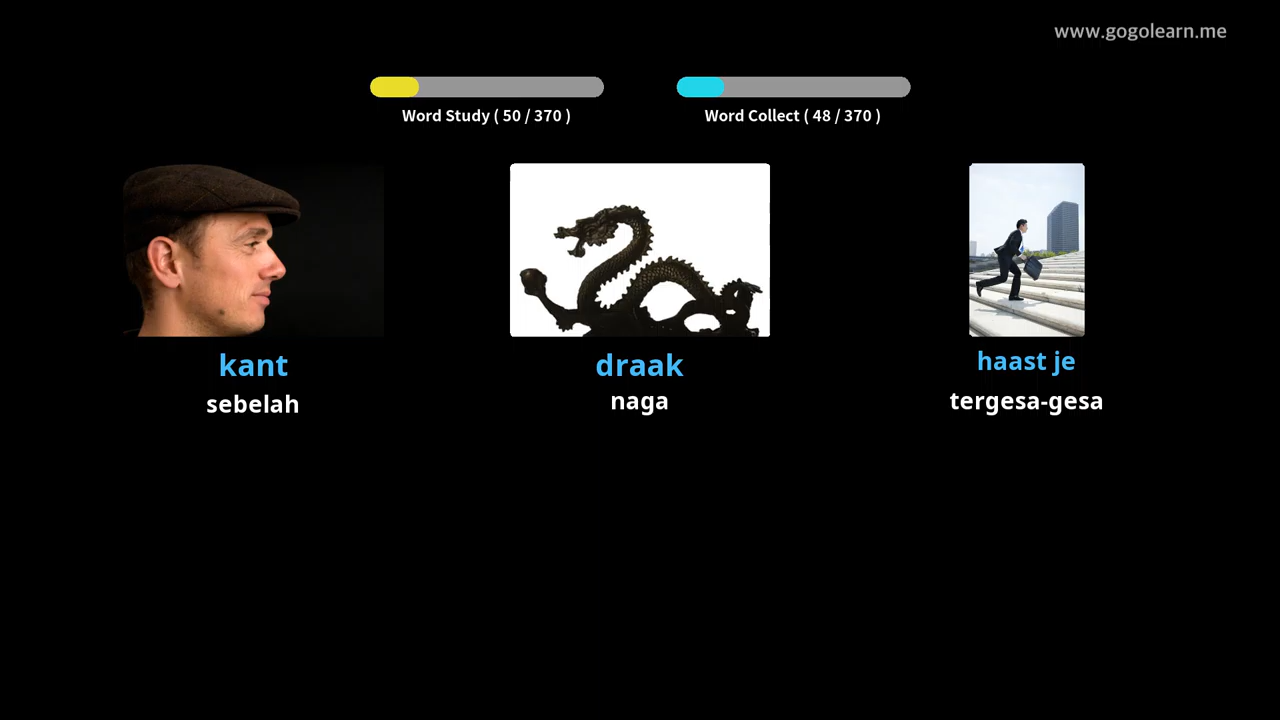 www.gogolearn.me
Word Study ( 50 / 370 )
Word Collect ( 48 / 370 )
kant
sebelah
draak
naga
haast je
tergesa-gesa